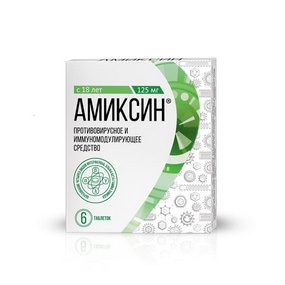 с 18 лет
125 мг
АМИКСИН®
ПРОТИВОВИРУСНОЕ И
ИММУНОМОДУЛИРУЮЩЕЕ
СРЕДСТВО
6 ТАБЛЕТОК